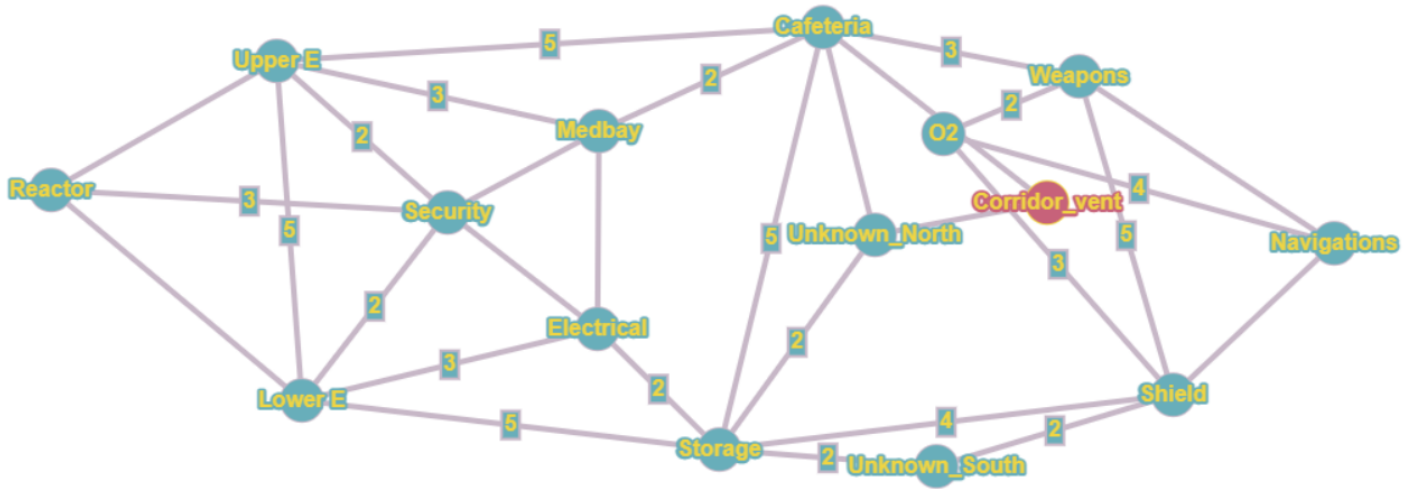 Cafeteria
5
Upper E
3
Weapons
2
3
2
O2
2
Medbay
Reactor
3
Security
4
Corridor_vent
5
5
Unknown_North
5
Navigations
3
2
Electrical
2
3
2
Shield
Lower E
5
4
2
Storage
2
Unknown_South